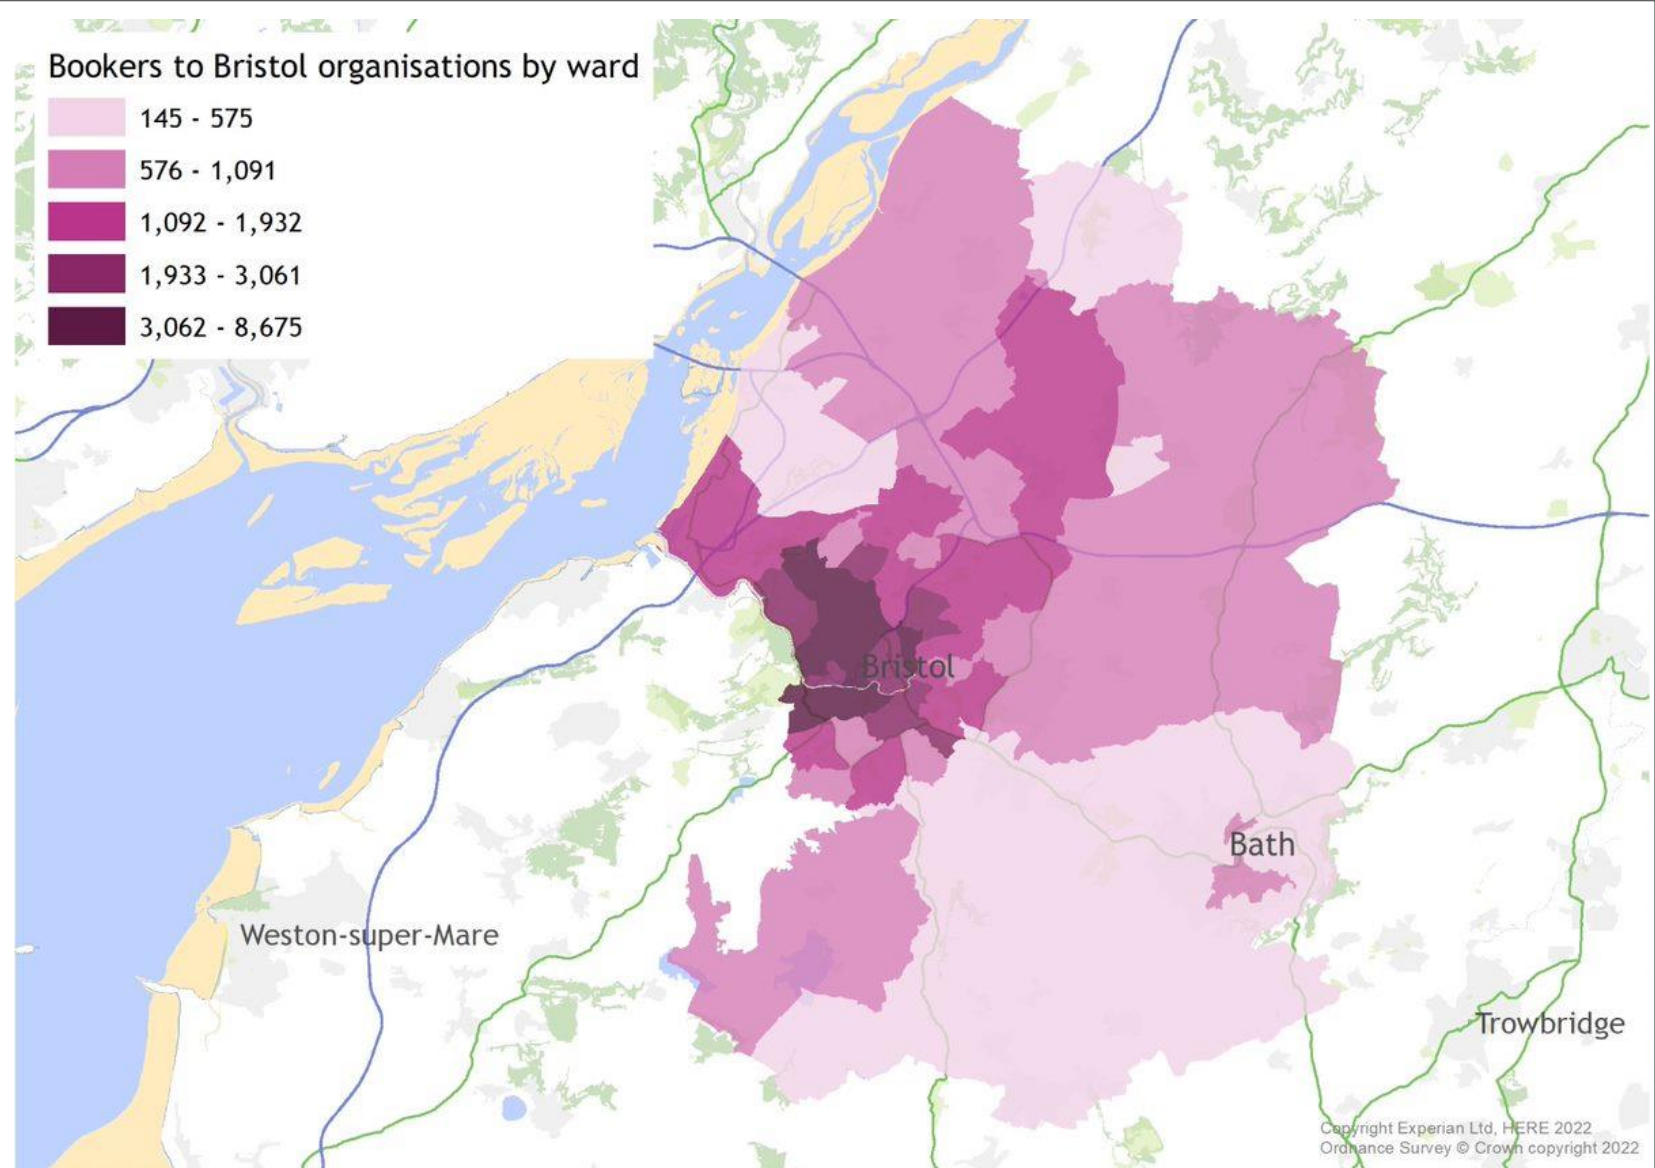 Bookers to Bristol organisations by ward
145 - 575
576 - 1,091
1,092 - 1,932
1,933 - 3,061
3,062 - 8,675
Bristol
Bath
Weston-super-Mare
Trowbridge
Copyright Experian Ltd, HERE 2022
Ordnance Survey © Crown copyright 2022